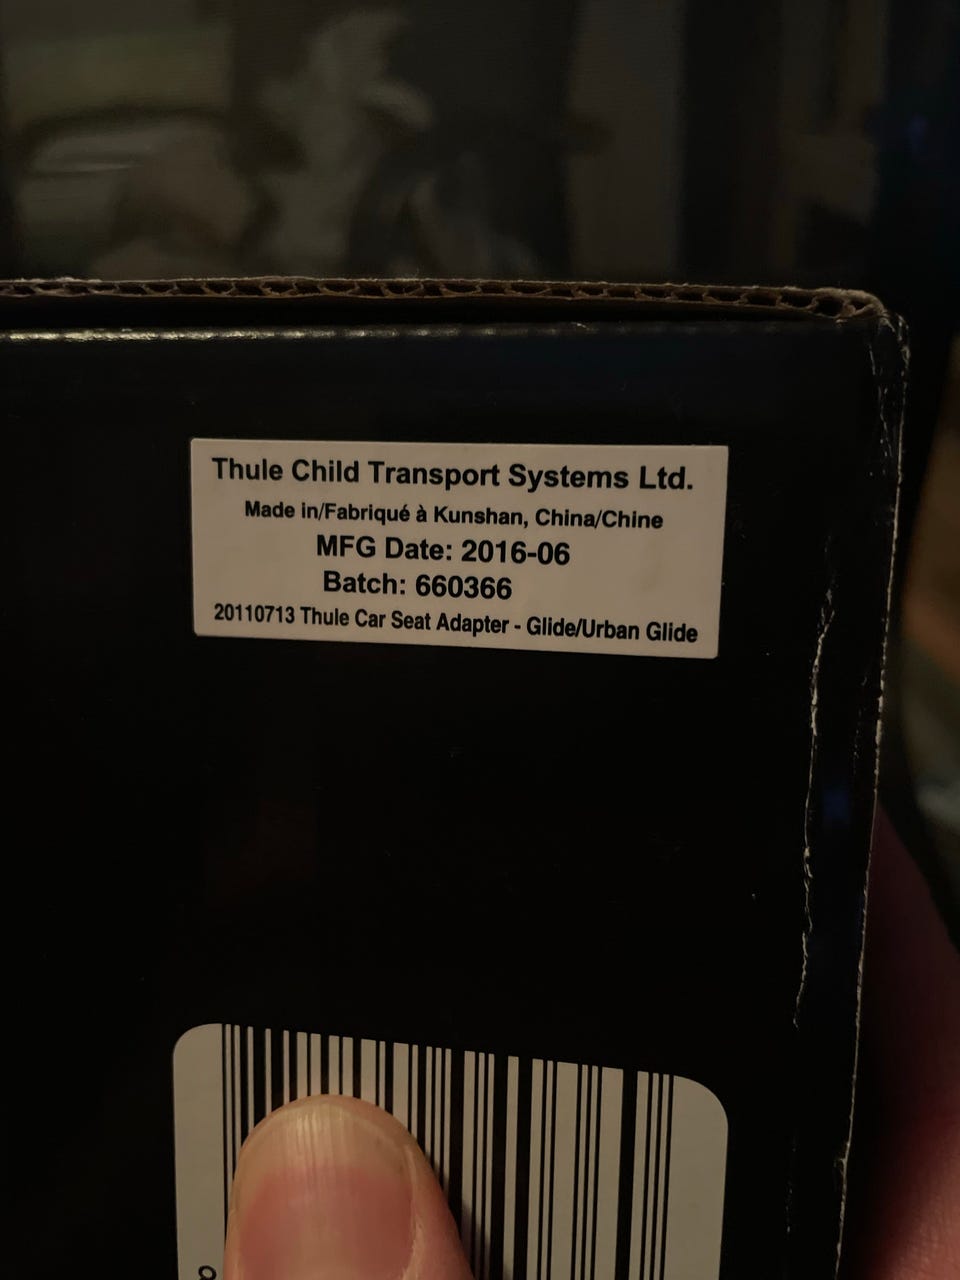 Thule Child Transport Systems Ltd.
Made in/Fabriqué à Kunshan, China/Chine
MFG Date: 2016-06
Batch: 660366
20110713 Thule Car Seat Adapter - Glide/Urban Glide